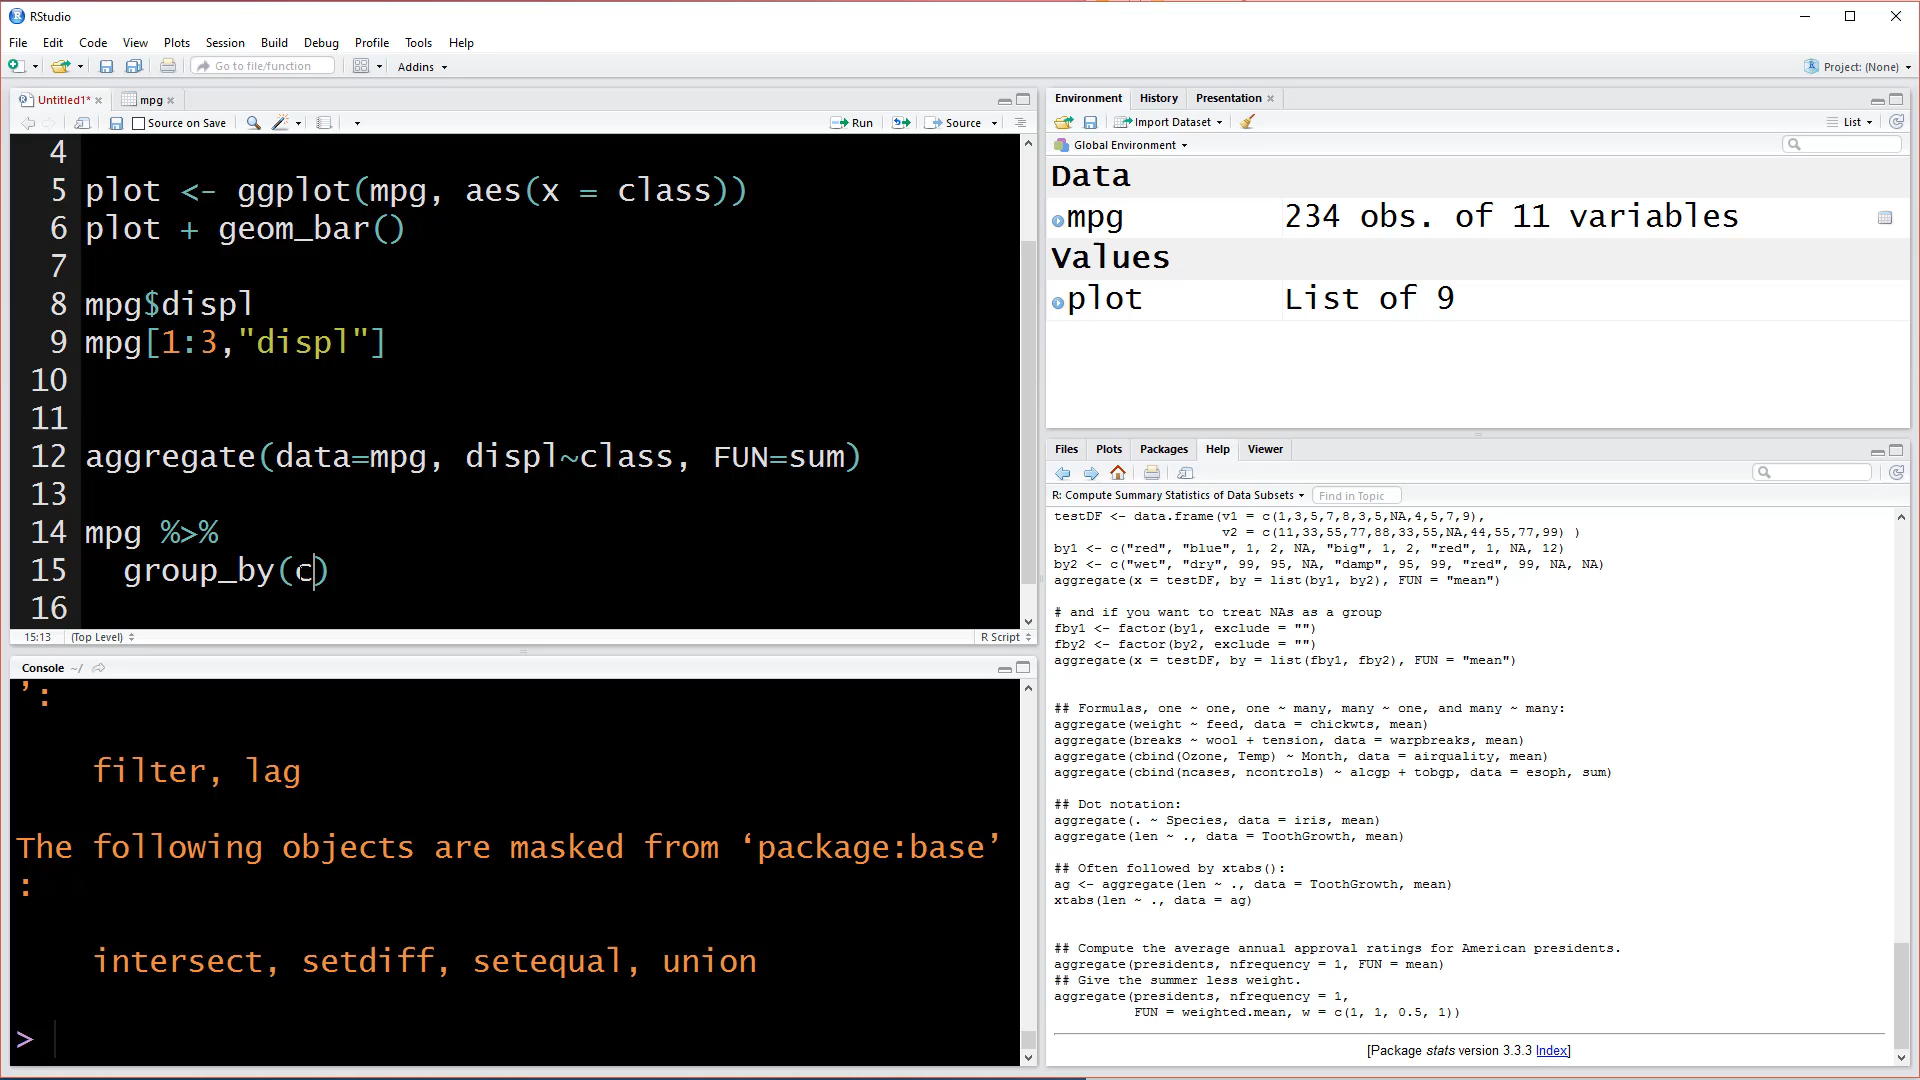 RStudio
File Edit Code View Plots Session Build Debug Profile Tools Help
Go to file/function Addins Project: (None)
Untitled1* mpg
Source on Save Run Source
4
5 plot <- ggplot(mpg, aes(x = class))
6 plot + geom_bar()
7
8 mpg$displ
9 mpg[1:3,"displ"]
10
11
12 aggregate(data=mpg, displ~class, FUN=sum)
13
14 mpg %>%
15 group_by(c)
16
15:13 (Top Level) R Script
Console ~/
’:
filter, lag
The following objects are masked from ‘package:base’
:
intersect, setdiff, setequal, union
>
Environment History Presentation
Import Dataset List
Global Environment
Data
mpg 234 obs. of 11 variables
Values
plot List of 9
Files Plots Packages Help Viewer
R: Compute Summary Statistics of Data Subsets Find in Topic
testDF <- data.frame(v1 = c(1,3,5,7,8,3,5,NA,4,5,7,9),
v2 = c(11,33,55,77,88,33,55,NA,44,55,77,99) )
by1 <- c("red", "blue", 1, 2, NA, "big", 1, 2, "red", 1, NA, 12)
by2 <- c("wet", "dry", 99, 95, NA, "damp", 95, 99, "red", 99, NA, NA)
aggregate(x = testDF, by = list(by1, by2), FUN = "mean")
# and if you want to treat NAs as a group
fby1 <- factor(by1, exclude = "")
fby2 <- factor(by2, exclude = "")
aggregate(x = testDF, by = list(fby1, fby2), FUN = "mean")
## Formulas, one ~ one, one ~ many, many ~ one, and many ~ many:
aggregate(weight ~ feed, data = chickwts, mean)
aggregate(breaks ~ wool + tension, data = warpbreaks, mean)
aggregate(cbind(Ozone, Temp) ~ Month, data = airquality, mean)
aggregate(cbind(ncases, ncontrols) ~ alcgp + tobgp, data = esoph, sum)
## Dot notation:
aggregate(. ~ Species, data = iris, mean)
aggregate(len ~ ., data = ToothGrowth, mean)
## Often followed by xtabs():
ag <- aggregate(len ~ ., data = ToothGrowth, mean)
xtabs(len ~ ., data = ag)
## Compute the average annual approval ratings for American presidents.
aggregate(presidents, nfrequency = 1, FUN = mean)
## Give the summer less weight.
aggregate(presidents, nfrequency = 1,
FUN = weighted.mean, w = c(1, 1, 0.5, 1))
[Package stats version 3.3.3 Index]